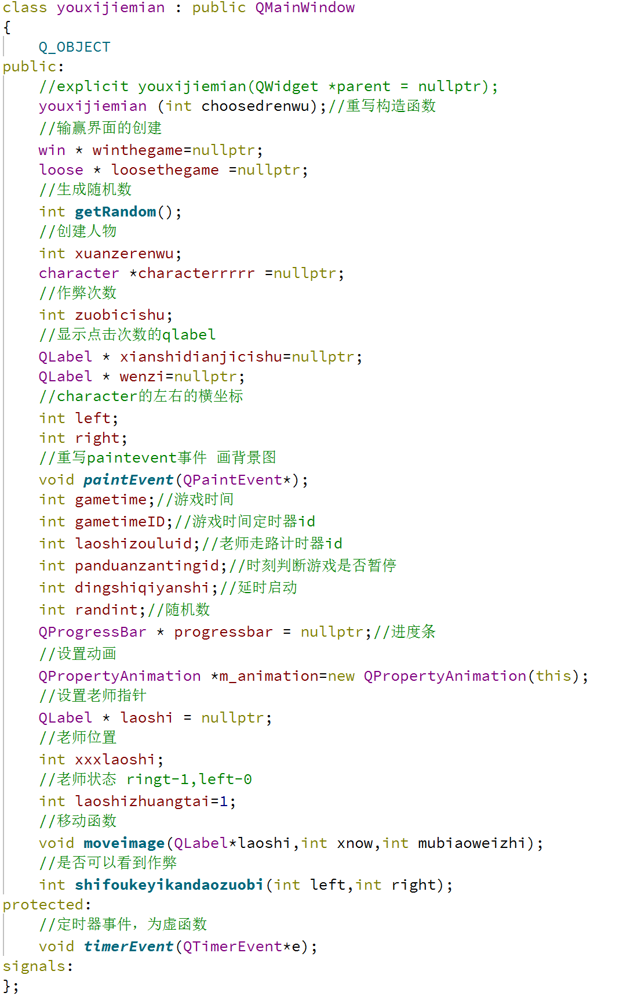 class youxijiemian : public QMainWindow
{
    Q_OBJECT
public:
    //explicit youxijiemian(QWidget *parent = nullptr);
    youxijiemian (int choosedrenwu);//重写构造函数
    //输赢界面的创建
    win * winthegame=nullptr;
    loose * loosethegame =nullptr;
    //生成随机数
    int getRandom();
    //创建人物
    int xuanzerenwu;
    character *characterrrrr =nullptr;
    //作弊次数
    int zuobicishu;
    //显示点击次数的qlabel
    QLabel * xianshidianjicishu=nullptr;
    QLabel * wenzi=nullptr;
    //character的左右的横坐标
    int left;
    int right;
    //重写paintevent事件 画背景图
    void paintEvent(QPaintEvent*);
    int gametime;//游戏时间
    int gametimeID;//游戏时间定时器id
    int laoshizouluid;//老师走路计时器id
    int panduanzantingid;//时刻判断游戏是否暂停
    int dingshiqiyanshi;//延时启动
    int randint;//随机数
    QProgressBar * progressbar = nullptr;//进度条
    //设置动画
    QPropertyAnimation *m_animation=new QPropertyAnimation(this);
    //设置老师指针
    QLabel * laoshi = nullptr;
    //老师位置
    int xxxlaoshi;
    //老师状态 ringt-1,left-0
    int laoshizhuangtai=1;
    //移动函数
    void moveimage(QLabel*laoshi,int xnow,int mubiaoweizhi);
    //是否可以看到作弊
    int shifoukeyikandaozuobi(int left,int right);
protected:
    //定时器事件，为虚函数
    void timerEvent(QTimerEvent*e);
signals:
};